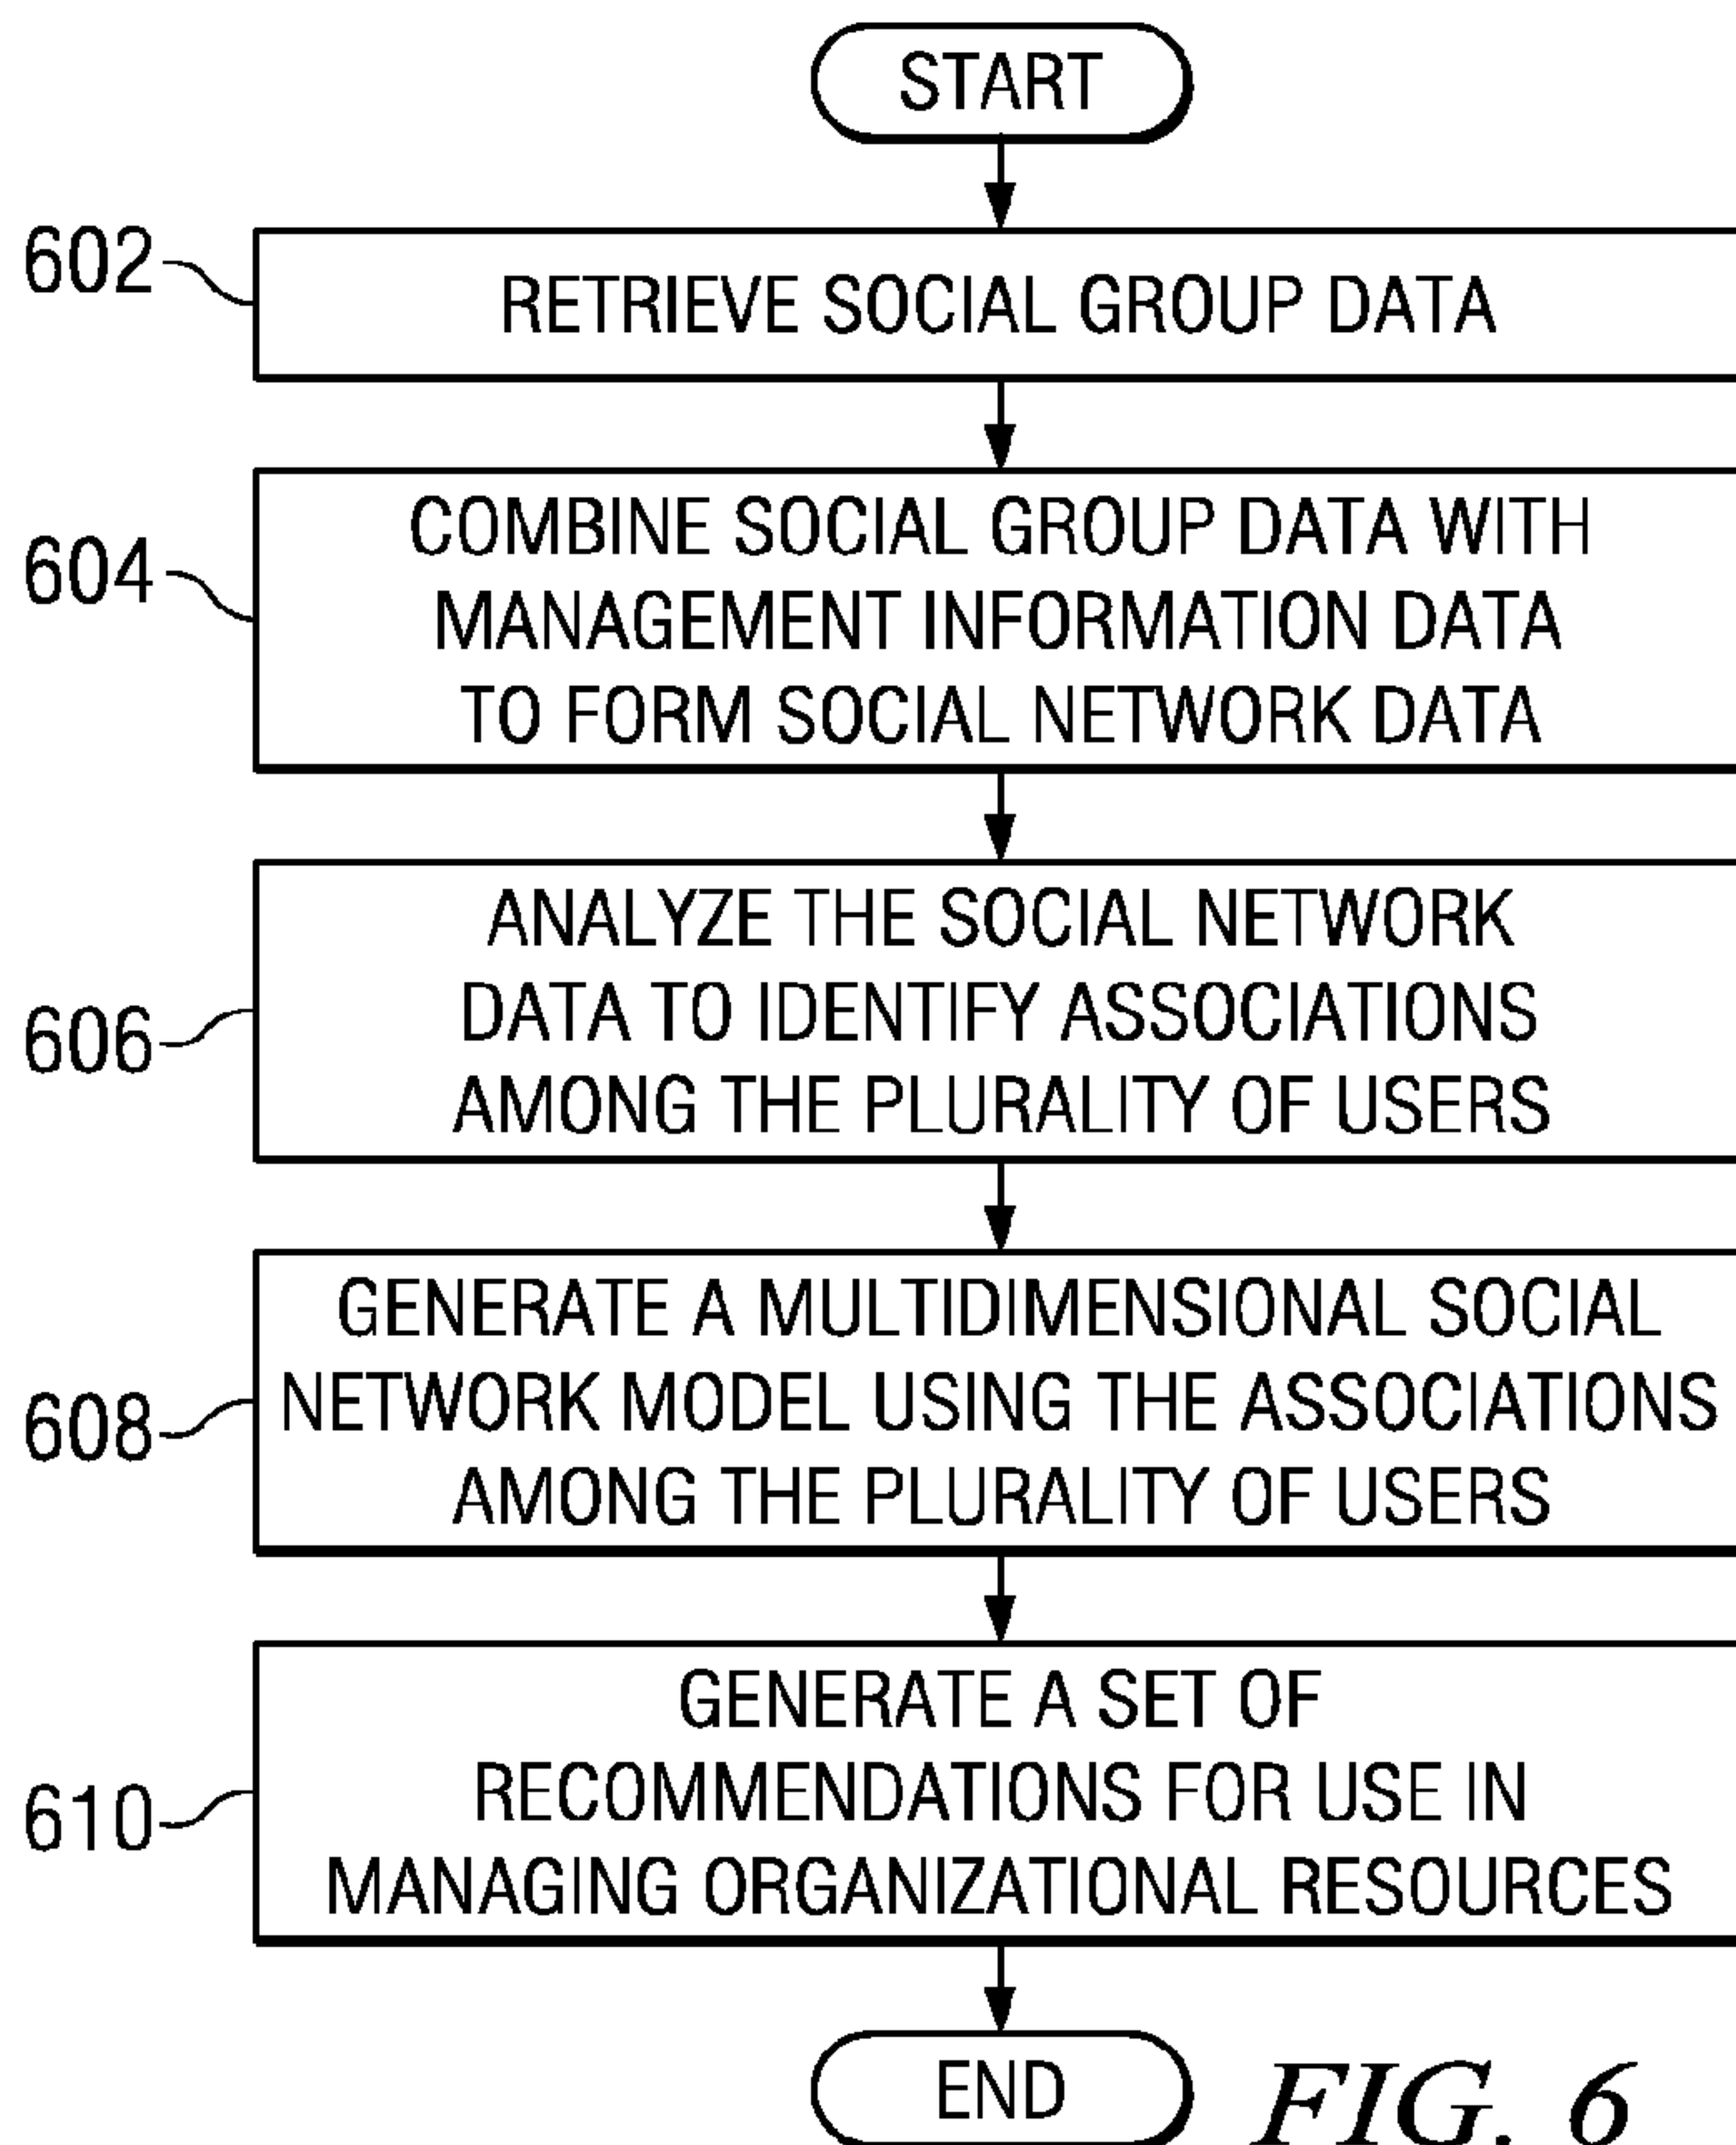 START
602
RETRIEVE SOCIAL GROUP DATA
604
COMBINE SOCIAL GROUP DATA WITH
MANAGEMENT INFORMATION DATA
TO FORM SOCIAL NETWORK DATA
606
ANALYZE THE SOCIAL NETWORK
DATA TO IDENTIFY ASSOCIATIONS
AMONG THE PLURALITY OF USERS
608
GENERATE A MULTIDIMENSIONAL SOCIAL
NETWORK MODEL USING THE ASSOCIATIONS
AMONG THE PLURALITY OF USERS
610
GENERATE A SET OF
RECOMMENDATIONS FOR USE IN
MANAGING ORGANIZATIONAL RESOURCES
END
FIG. 6